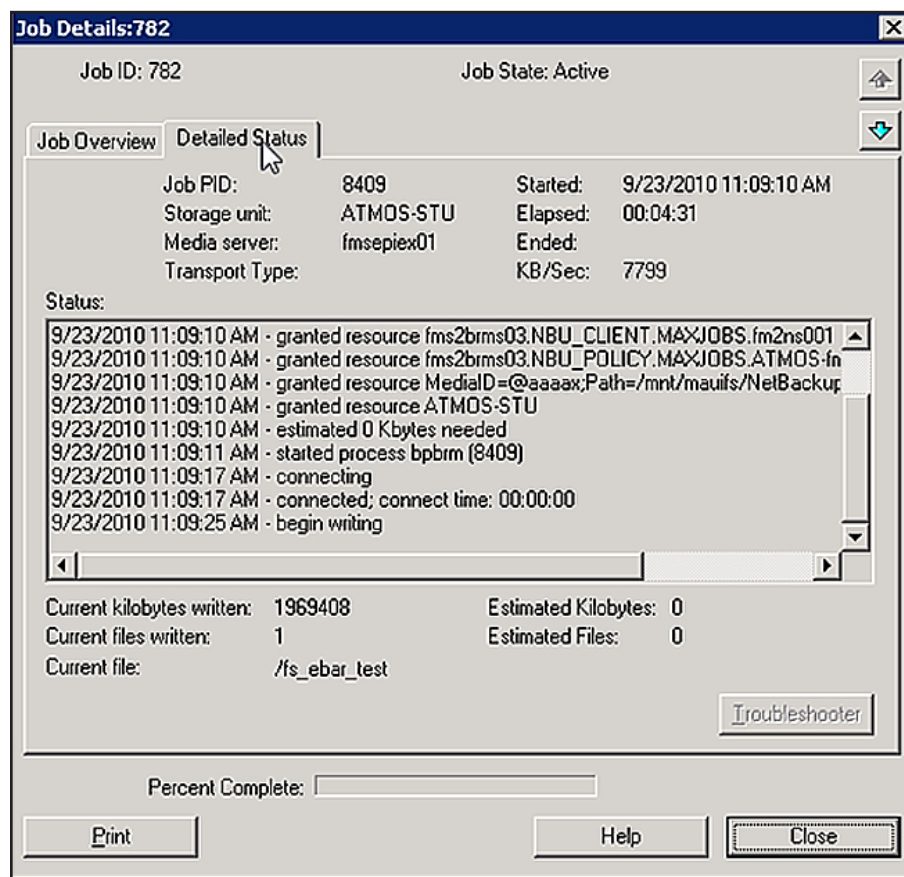 Job Details:782
Job ID: 782 Job State: Active
Job Overview Detailed Status
Job PID: 8409 Started: 9/23/2010 11:09:10 AM
Storage unit: ATMOS-STU Elapsed: 00:04:31
Media server: fmsepiex01 Ended:
Transport Type: KB/Sec: 7799
Status:
9/23/2010 11:09:10 AM - granted resource fms2brms03.NBU_CLIENT.MAXJOBS.fm2ns001
9/23/2010 11:09:10 AM - granted resource fms2brms03.NBU_POLICY.MAXJOBS.ATMOS-fn
9/23/2010 11:09:10 AM - granted resource MediaID=@aaaax;Path=/mnt/mauifs/NetBackup
9/23/2010 11:09:10 AM - granted resource ATMOS-STU
9/23/2010 11:09:10 AM - estimated 0 Kbytes needed
9/23/2010 11:09:11 AM - started process bpbrm (8409)
9/23/2010 11:09:17 AM - connecting
9/23/2010 11:09:17 AM - connected; connect time: 00:00:00
9/23/2010 11:09:25 AM - begin writing
Current kilobytes written: 1969408 Estimated Kilobytes: 0
Current files written: 1 Estimated Files: 0
Current file: /fs_ebar_test
Troubleshooter
Percent Complete:
Print Help Close